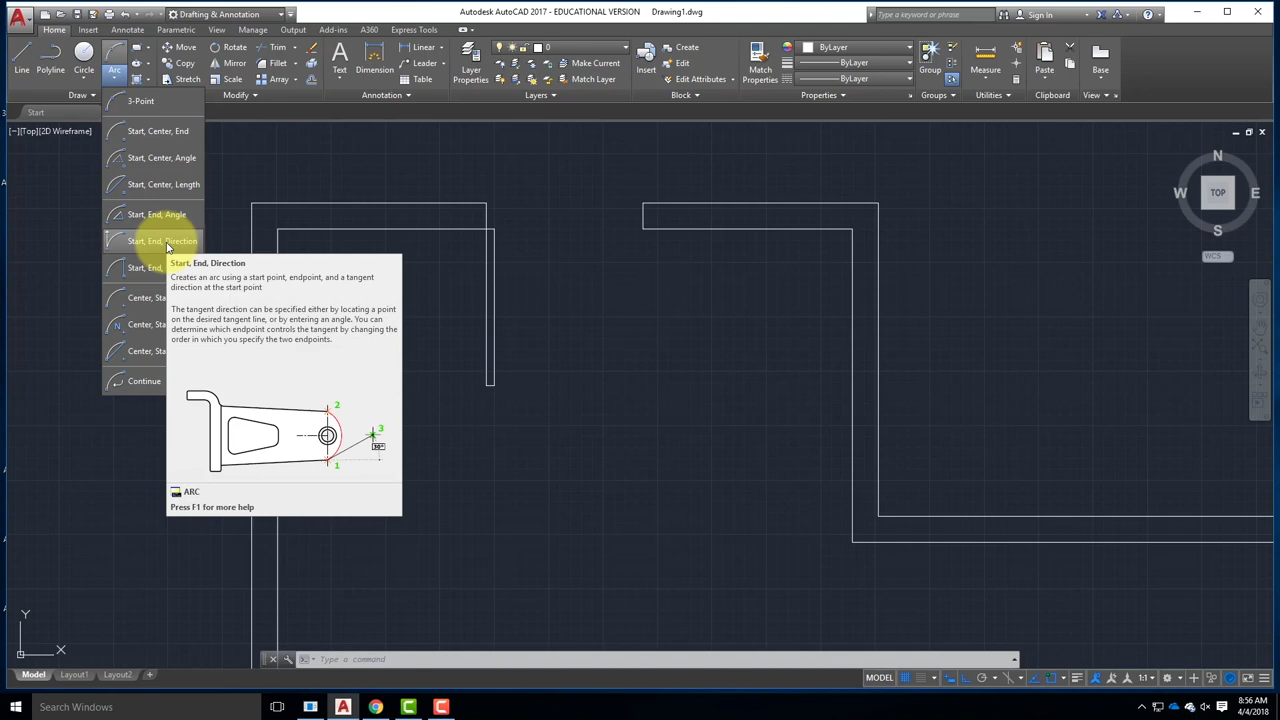 Drafting & Annotation
Autodesk AutoCAD 2017 - EDUCATIONAL VERSION Drawing1.dwg
Type a keyword or phrase
Sign In
Home Insert Annotate Parametric View Manage Output Add-ins A360 Express Tools
Line Polyline Circle Arc
Move Rotate Trim
Copy Mirror Fillet
Stretch Scale Array
Text Dimension
Linear
Leader
Table
Layer Properties
0
Make Current
Match Layer
Insert
Create
Edit
Edit Attributes
Match Properties
ByLayer
ByLayer
ByLayer
Group
Measure
Paste
Base
Draw Modify Annotation Layers Block Properties Groups Utilities Clipboard View
Start
[−][Top][2D Wireframe]
3-Point
Start, Center, End
Start, Center, Angle
Start, Center, Length
Start, End, Angle
Start, End, Direction
Start, End,
Center, Sta
Center, Sta
Center, Sta
Continue
Start, End, Direction
Creates an arc using a start point, endpoint, and a tangent
direction at the start point
The tangent direction can be specified either by locating a point
on the desired tangent line, or by entering an angle. You can
determine which endpoint controls the tangent by changing the
order in which you specify the two endpoints.
2
3
1
ARC
Press F1 for more help
N
W TOP E
S
WCS
Y
X
Type a command
Model Layout1 Layout2 +
MODEL
1:1
Search Windows
8:56 AM
4/4/2018